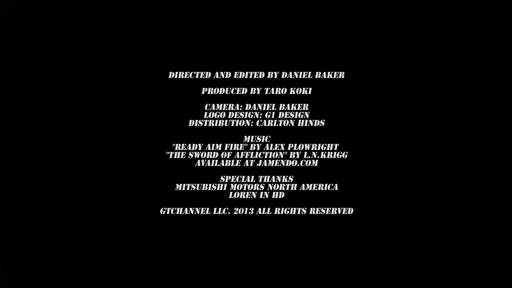 DIRECTED AND EDITED BY DANIEL BAKER
PRODUCED BY TARO KOKI
CAMERA: DANIEL BAKER
LOGO DESIGN: G1 DESIGN
DISTRIBUTION: CARLTON HINDS
MUSIC
"READY AIM FIRE" BY ALEX PLOWRIGHT
"THE SWORD OF AFFLICTION" BY L.N.KRIGG
AVAILABLE AT JAMENDO.COM
SPECIAL THANKS
MITSUBISHI MOTORS NORTH AMERICA
LOREN IN HD
GTCHANNEL LLC. 2013 ALL RIGHTS RESERVED